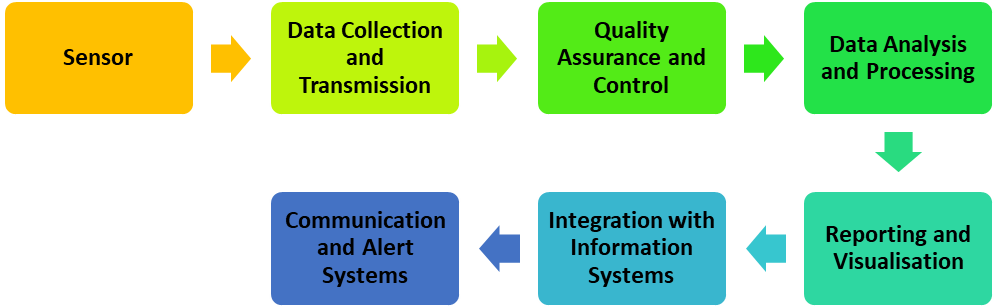 Sensor
Data Collection
and
Transmission
Quality
Assurance and
Control
Data Analysis
and Processing
Reporting and
Visualisation
Integration with
Information
Systems
Communication
and Alert
Systems